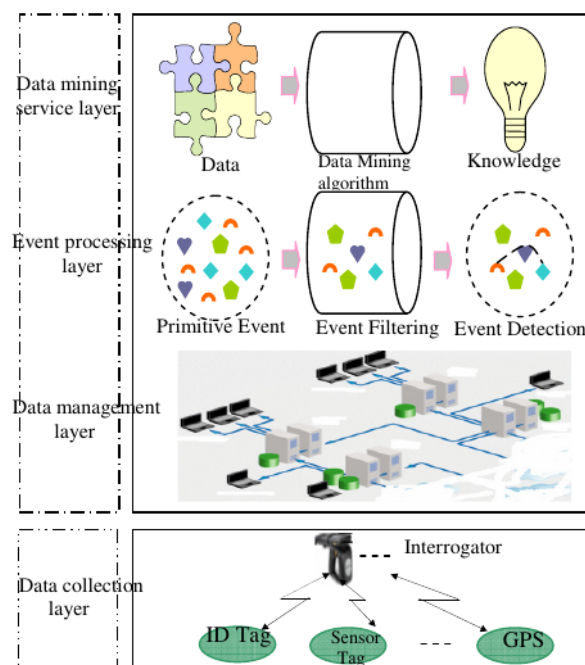 Data mining
service layer
Data
Data Mining
algorithm
Knowledge
Event processing
layer
Primitive Event
Event Filtering
Event Detection
Data management
layer
Data collection
layer
Interrogator
ID Tag
Sensor
Tag
GPS